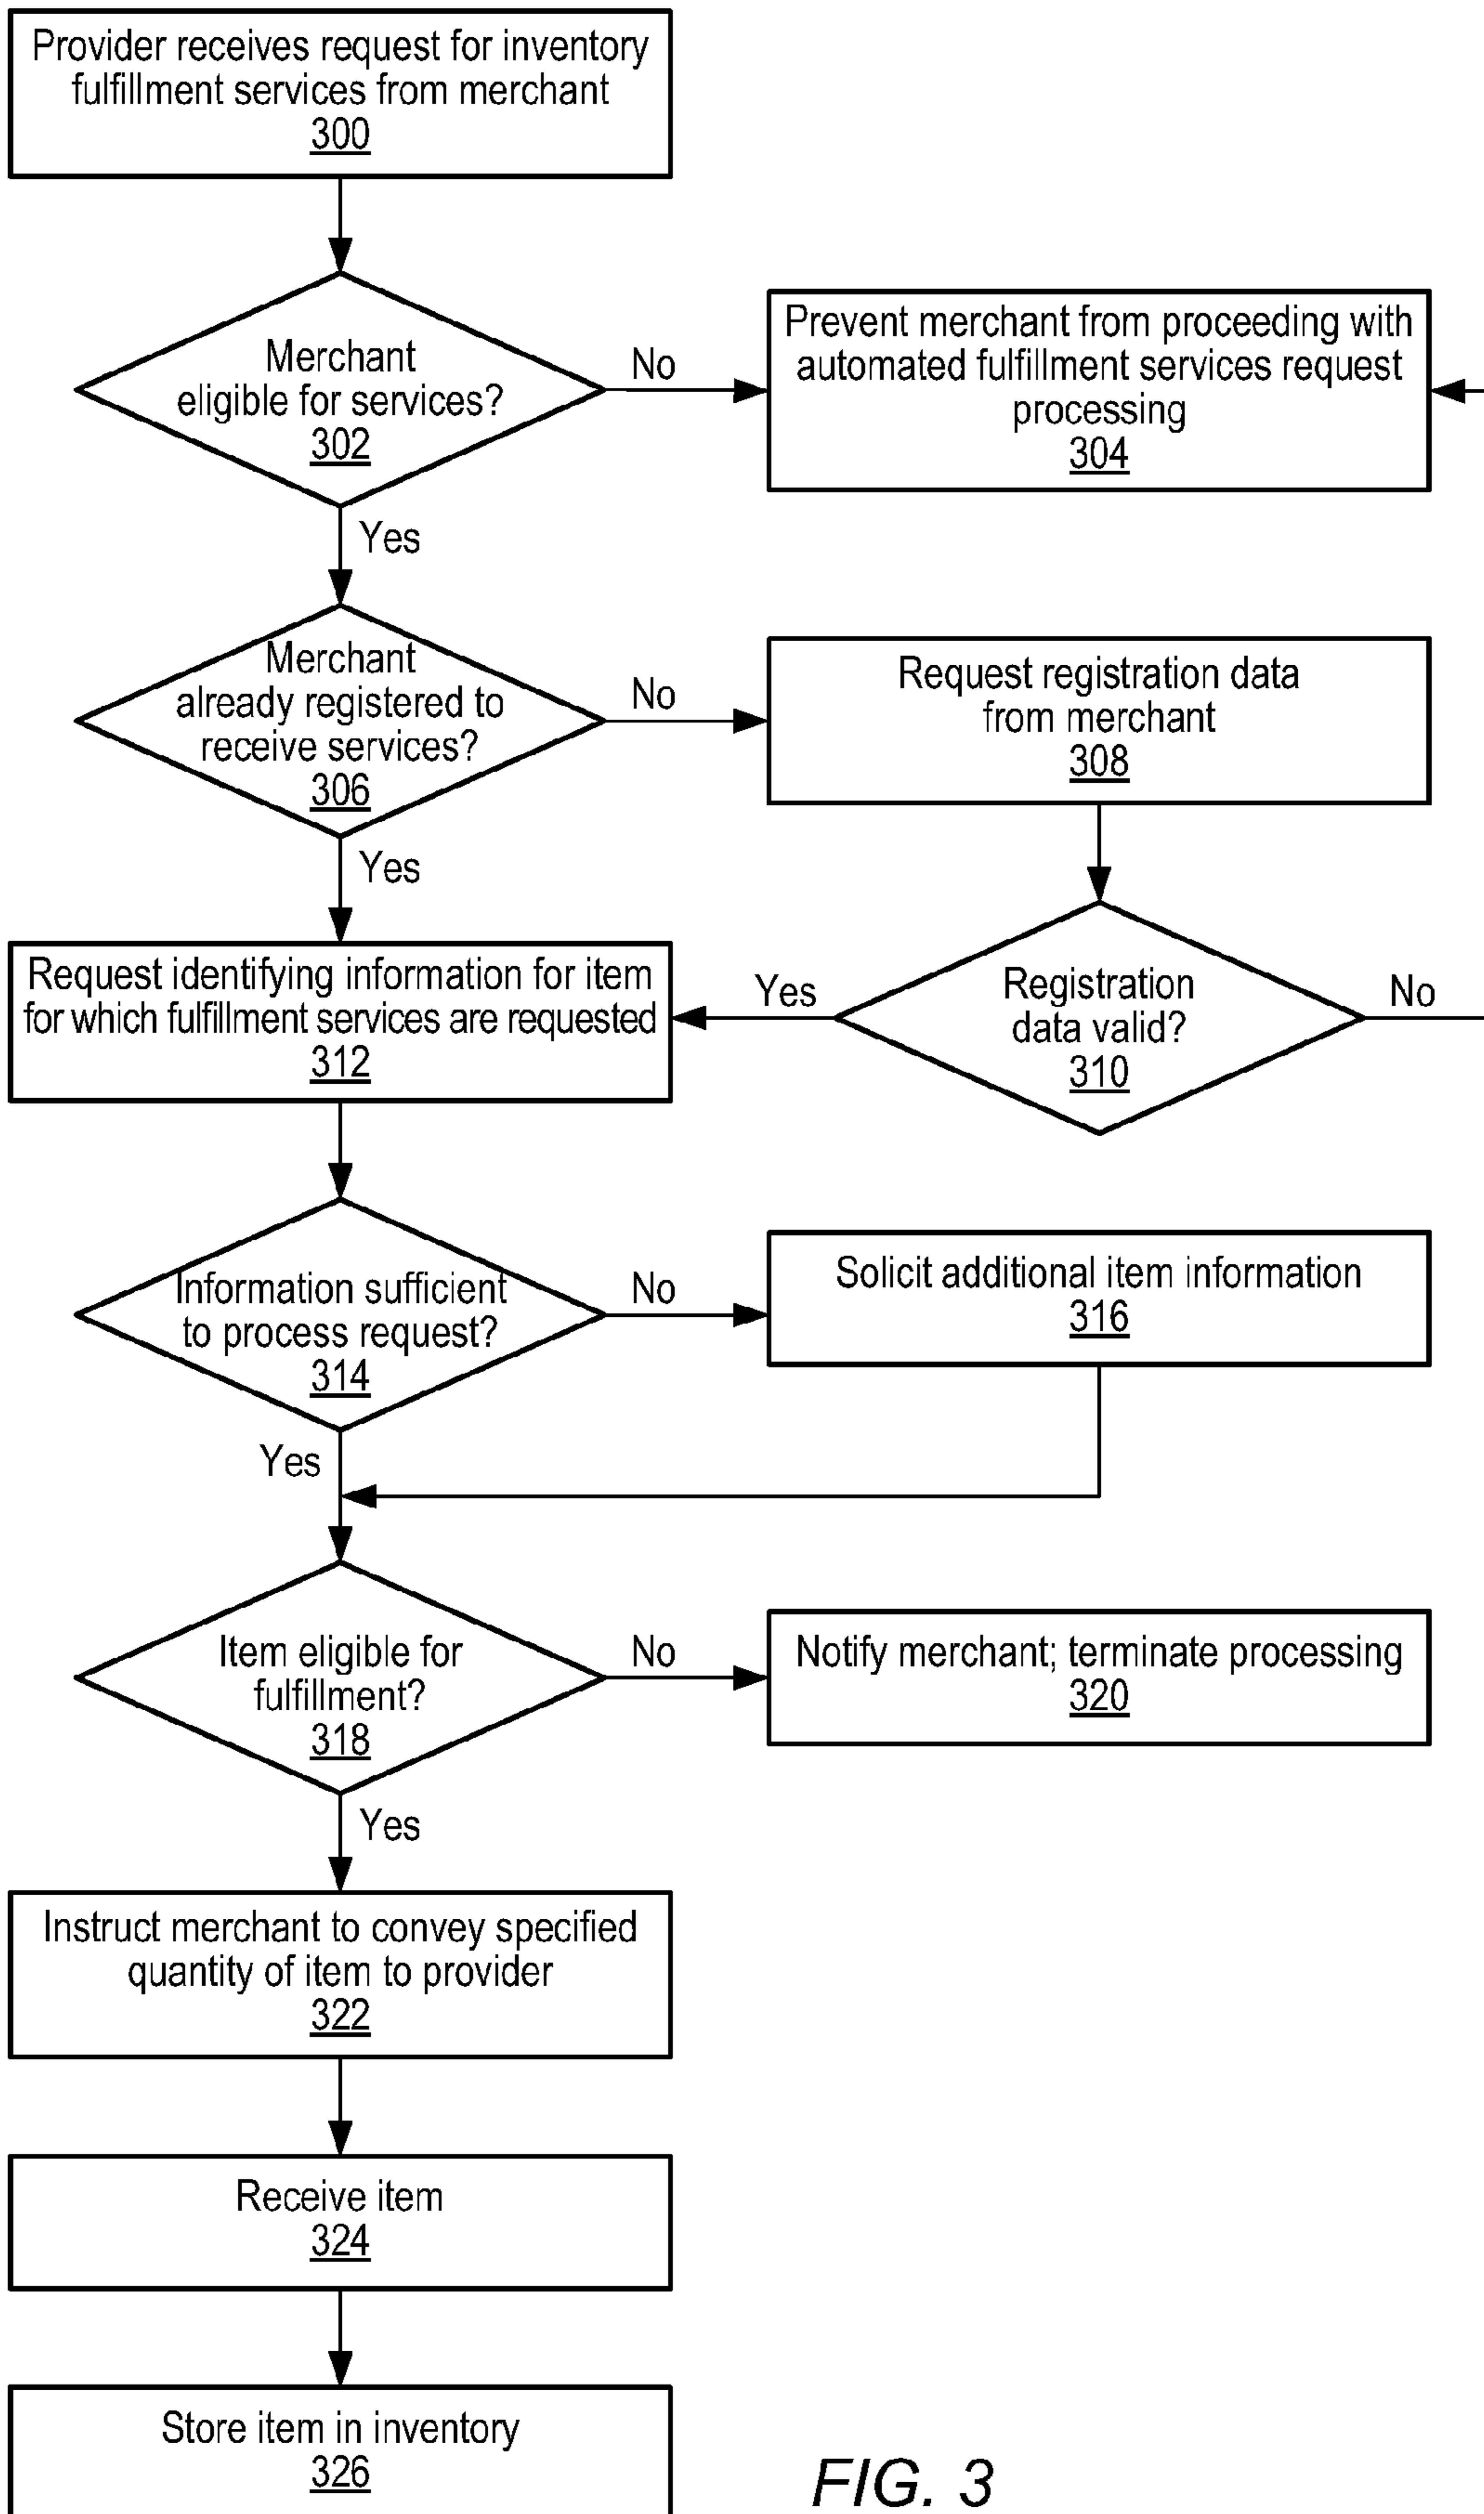 Provider receives request for inventory
fulfillment services from merchant
300
Merchant
eligible for services?
302
No
Prevent merchant from proceeding with
automated fulfillment services request
processing
304
Yes
Merchant
already registered to
receive services?
306
No
Request registration data
from merchant
308
Yes
Request identifying information for item
for which fulfillment services are requested
312
Yes
Registration
data valid?
310
No
Information sufficient
to process request?
314
No
Solicit additional item information
316
Yes
Item eligible for
fulfillment?
318
No
Notify merchant; terminate processing
320
Yes
Instruct merchant to convey specified
quantity of item to provider
322
Receive item
324
Store item in inventory
326
FIG. 3